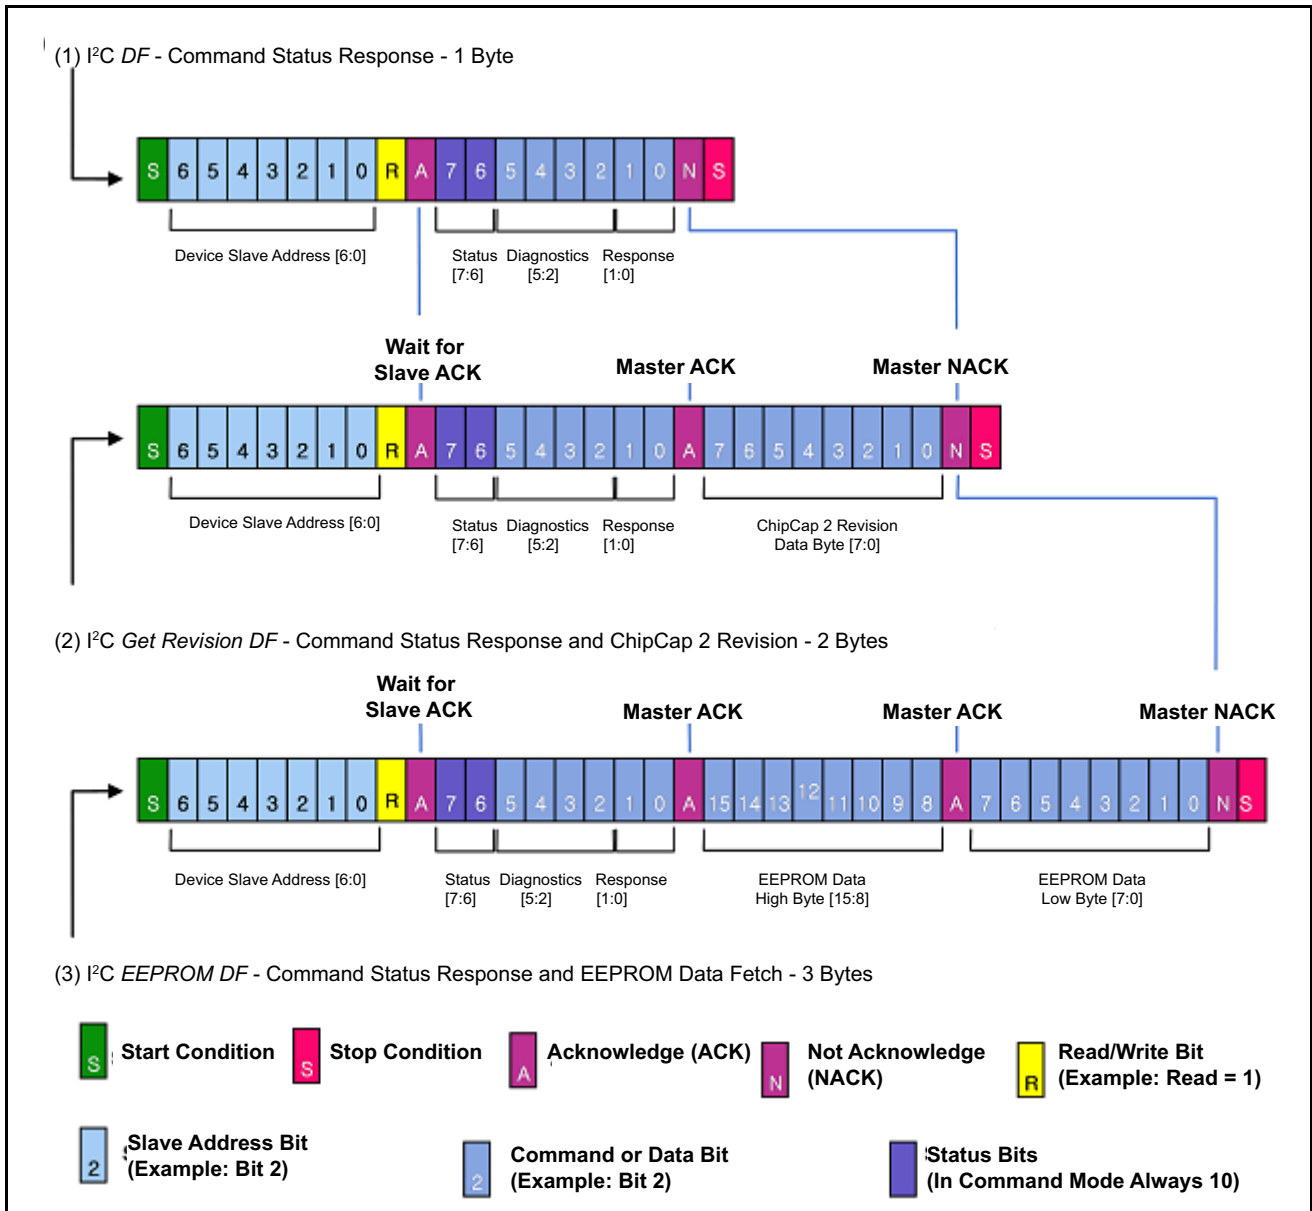 (1) I²C DF - Command Status Response - 1 Byte
S 6 5 4 3 2 1 0 R A 7 6 5 4 3 2 1 0 N S
Device Slave Address [6:0]
Status [7:6]
Diagnostics [5:2]
Response [1:0]
Wait for
Slave ACK
Master ACK
Master NACK
S 6 5 4 3 2 1 0 R A 7 6 5 4 3 2 1 0 A 7 6 5 4 3 2 1 0 N S
Device Slave Address [6:0]
Status [7:6]
Diagnostics [5:2]
Response [1:0]
ChipCap 2 Revision
Data Byte [7:0]
(2) I²C Get Revision DF - Command Status Response and ChipCap 2 Revision - 2 Bytes
Wait for
Slave ACK
Master ACK
Master ACK
Master NACK
S 6 5 4 3 2 1 0 R A 7 6 5 4 3 2 1 0 A 15 14 13 12 11 10 9 8 A 7 6 5 4 3 2 1 0 N S
Device Slave Address [6:0]
Status [7:6]
Diagnostics [5:2]
Response [1:0]
EEPROM Data
High Byte [15:8]
EEPROM Data
Low Byte [7:0]
(3) I²C EEPROM DF - Command Status Response and EEPROM Data Fetch - 3 Bytes
S Start Condition
S Stop Condition
A Acknowledge (ACK)
N Not Acknowledge
(NACK)
R Read/Write Bit
(Example: Read = 1)
2 Slave Address Bit
(Example: Bit 2)
2 Command or Data Bit
(Example: Bit 2)
Status Bits
(In Command Mode Always 10)